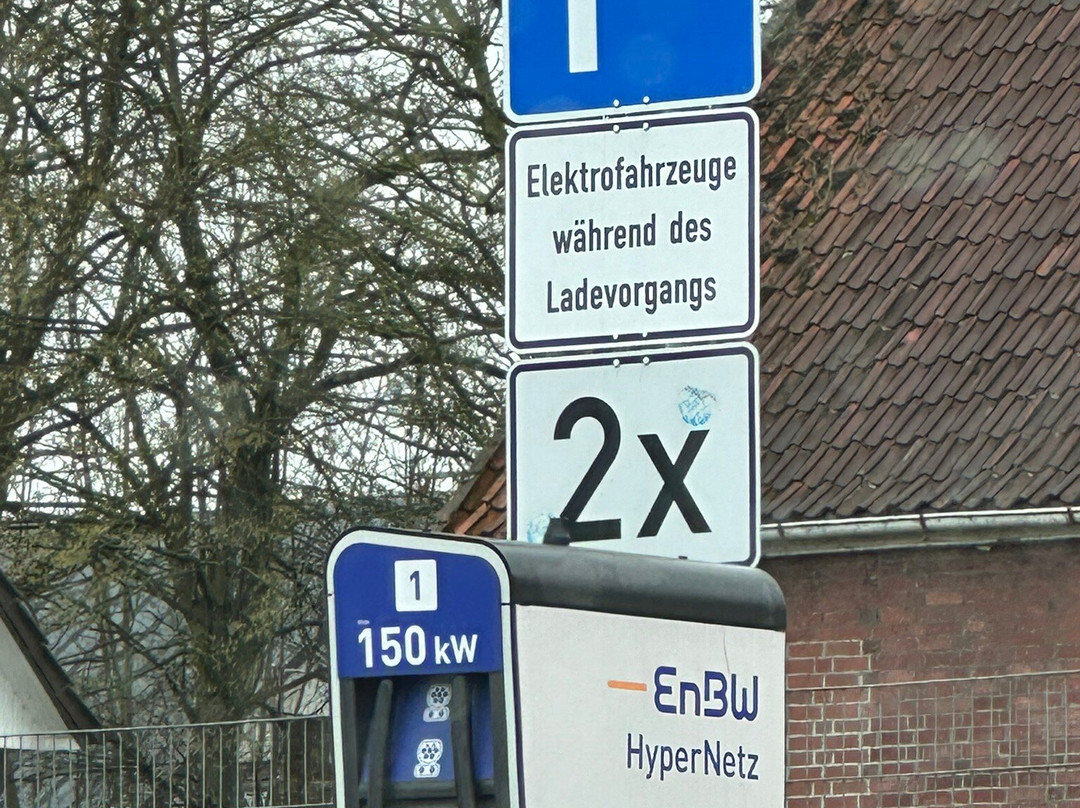 Elektrofahrzeuge
während des
Ladevorgangs
2x
1
150 kW
EnBW
HyperNetz